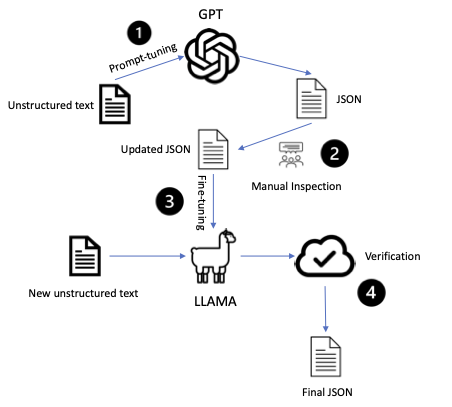 GPT
1
Prompt-tuning
Unstructured text
JSON
Updated JSON
2
Manual Inspection
3
Fine-tuning
New unstructured text
LLAMA
Verification
4
Final JSON